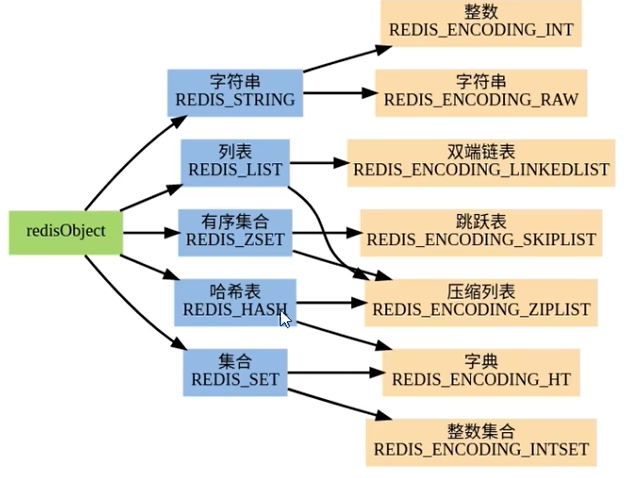 整数
REDIS_ENCODING_INT
字符串
REDIS_STRING
字符串
REDIS_ENCODING_RAW
列表
REDIS_LIST
双端链表
REDIS_ENCODING_LINKEDLIST
redisObject
有序集合
REDIS_ZSET
跳跃表
REDIS_ENCODING_SKIPLIST
哈希表
REDIS_HASH
压缩列表
REDIS_ENCODING_ZIPLIST
集合
REDIS_SET
字典
REDIS_ENCODING_HT
整数集合
REDIS_ENCODING_INTSET